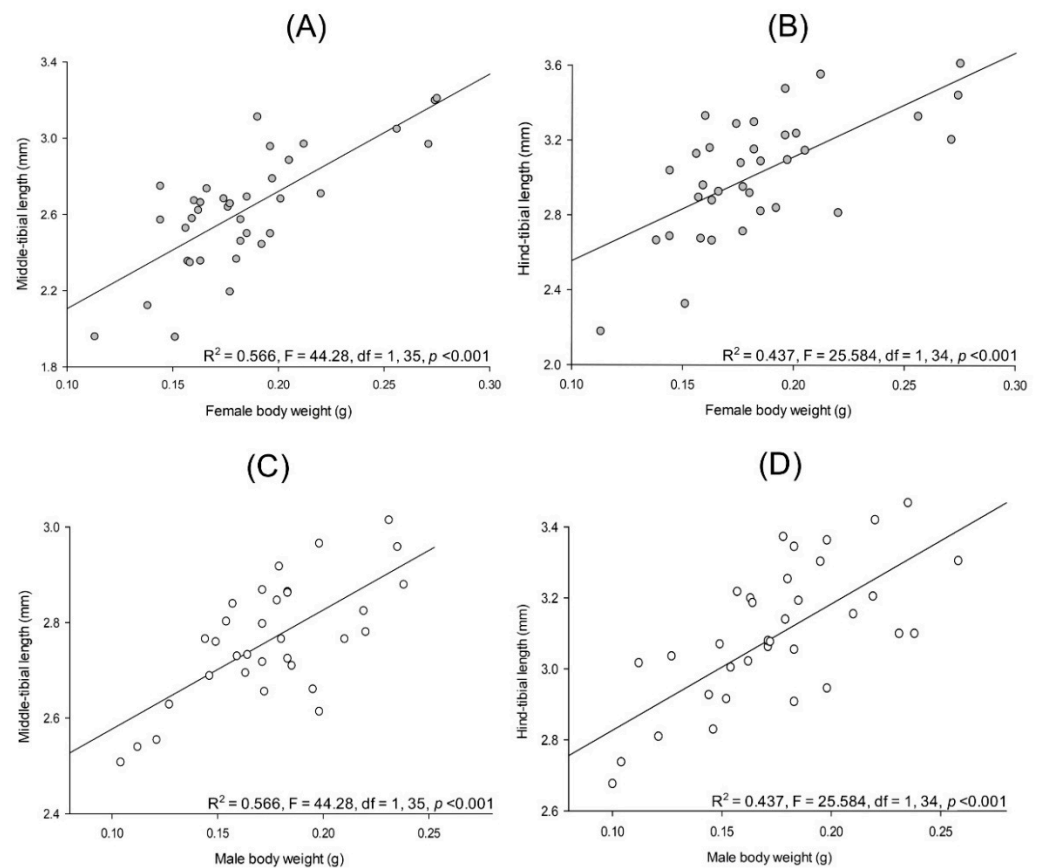 (A)
(B)
Middle-tibial length (mm)
3.4
3.0
2.6
2.2
1.8
R² = 0.566, F = 44.28, df = 1, 35, p <0.001
0.10
0.15
0.20
0.25
0.30
Female body weight (g)
Hind-tibial length (mm)
3.6
3.2
2.8
2.4
2.0
R² = 0.437, F = 25.584, df = 1, 34, p <0.001
0.10
0.15
0.20
0.25
0.30
Female body weight (g)
(C)
(D)
Middle-tibial length (mm)
3.0
2.8
2.6
2.4
R² = 0.566, F = 44.28, df = 1, 35, p <0.001
0.10
0.15
0.20
0.25
Male body weight (g)
Hind-tibial length (mm)
3.4
3.2
3.0
2.8
2.6
R² = 0.437, F = 25.584, df = 1, 34, p <0.001
0.10
0.15
0.20
0.25
Male body weight (g)